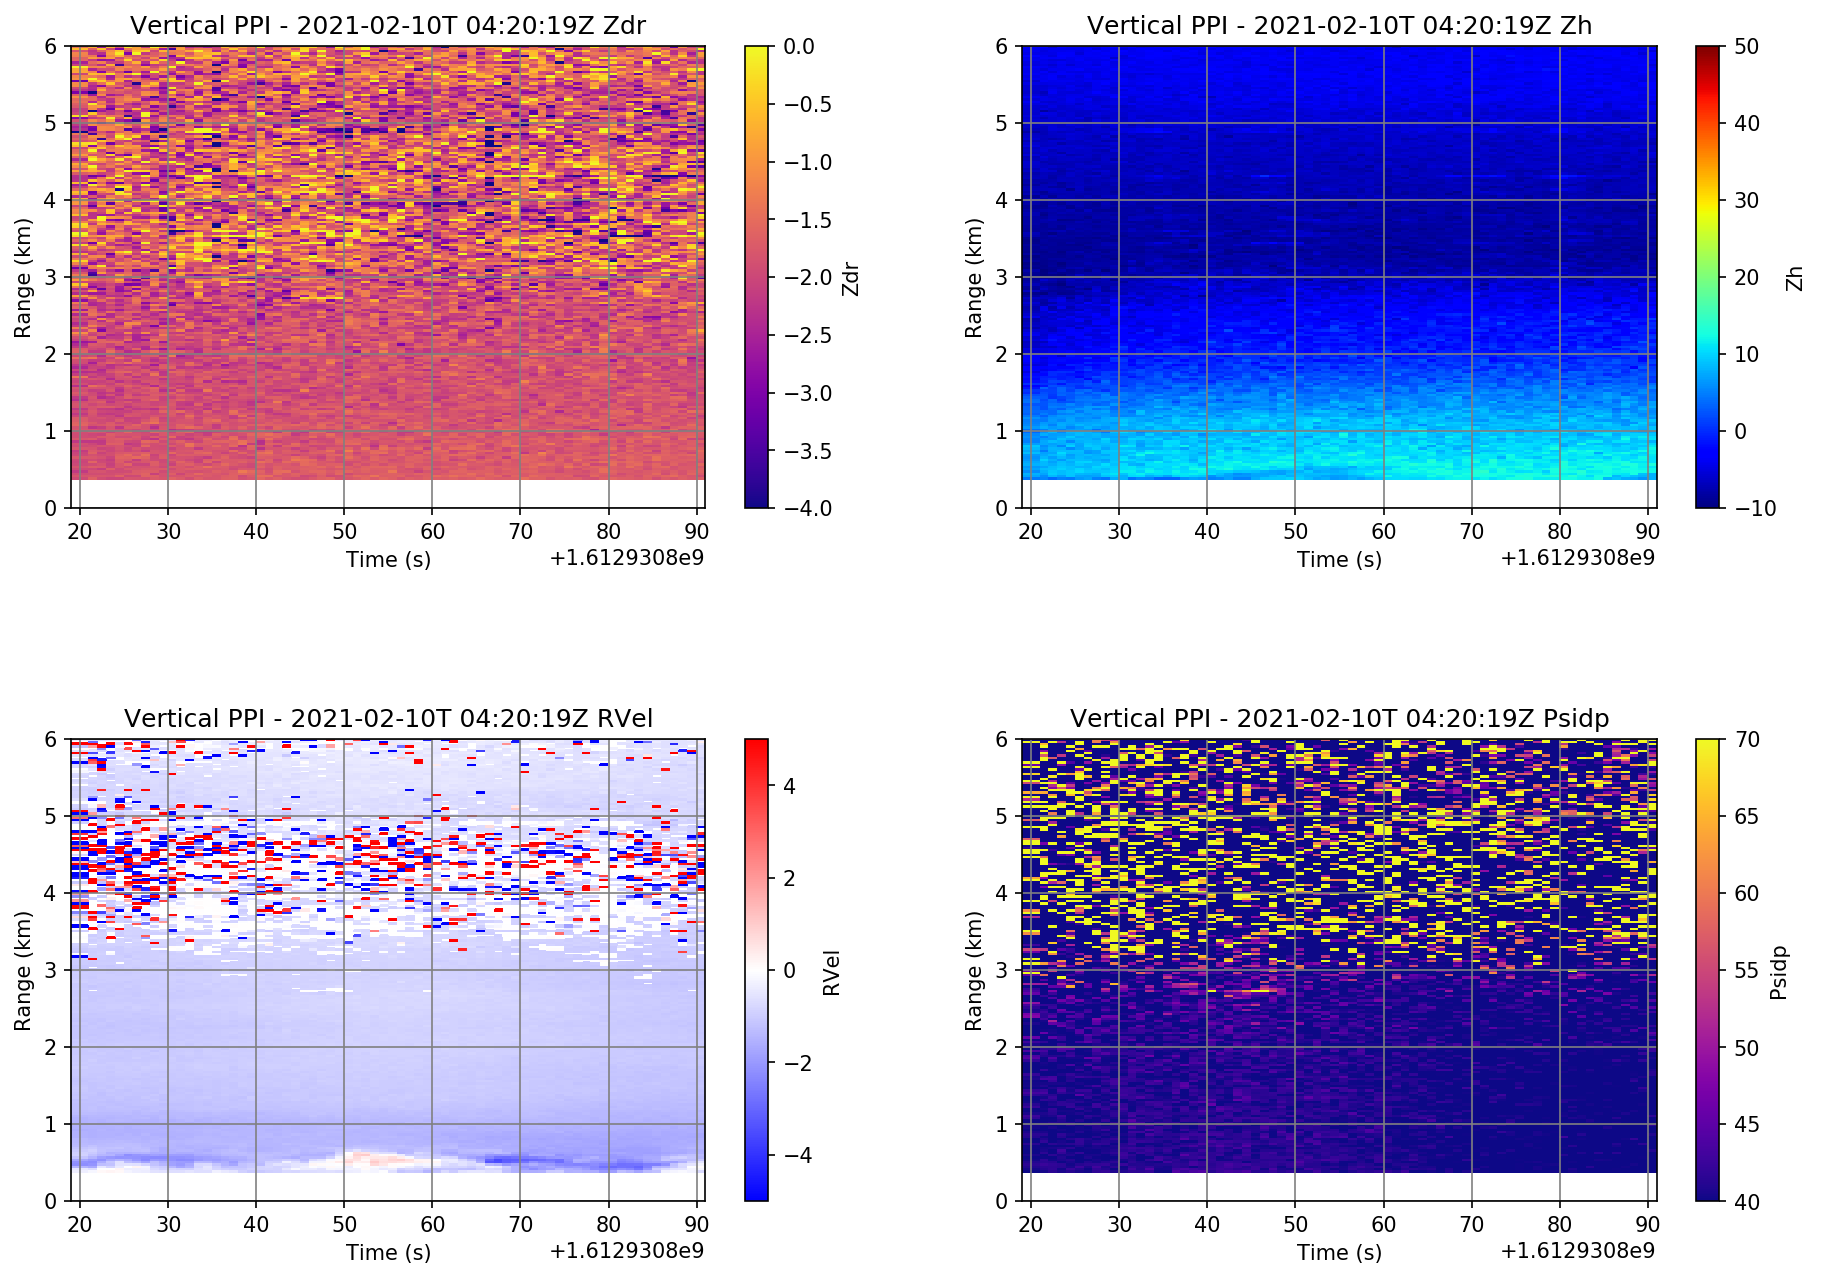 Vertical PPI - 2021-02-10T 04:20:19Z Zdr
6
5
4
3
2
1
0
Range (km)
20 30 40 50 60 70 80 90
Time (s)
+1.6129308e9
0.0
−0.5
−1.0
−1.5
−2.0
−2.5
−3.0
−3.5
−4.0
Zdr
Vertical PPI - 2021-02-10T 04:20:19Z Zh
6
5
4
3
2
1
0
Range (km)
20 30 40 50 60 70 80 90
Time (s)
+1.6129308e9
50
40
30
20
10
0
−10
Zh
Vertical PPI - 2021-02-10T 04:20:19Z RVel
6
5
4
3
2
1
0
Range (km)
20 30 40 50 60 70 80 90
Time (s)
+1.6129308e9
4
2
0
−2
−4
RVel
Vertical PPI - 2021-02-10T 04:20:19Z Psidp
6
5
4
3
2
1
0
Range (km)
20 30 40 50 60 70 80 90
Time (s)
+1.6129308e9
70
65
60
55
50
45
40
Psidp